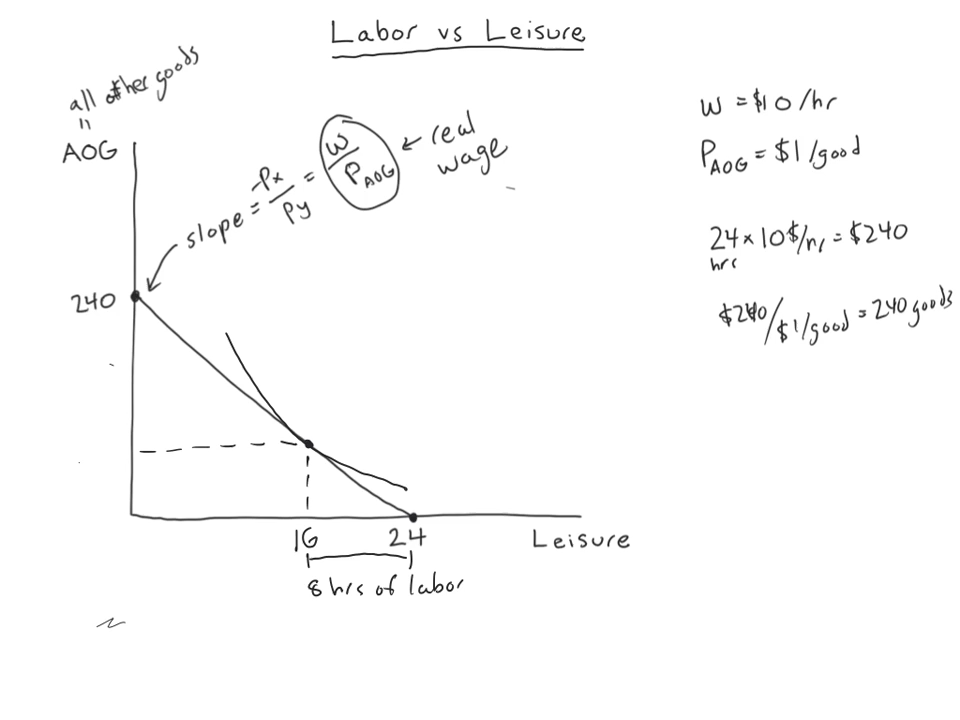 Labor vs Leisure
all other goods
=
AOG
slope = -Px/Py = W/PAOG ← real wage
W = $10/hr
PAOG = $1/good
24 × 10$/hr = $240
hrs
$240/$1/good = 240 goods
240
16
24
Leisure
8 hrs of labor